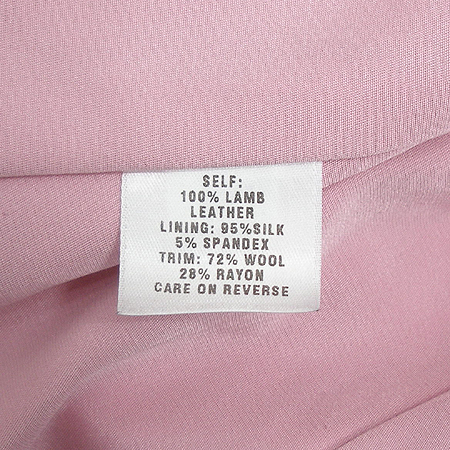 SELF:
100% LAMB
LEATHER
LINING: 95%SILK
5% SPANDEX
TRIM: 72% WOOL
28% RAYON
CARE ON REVERSE